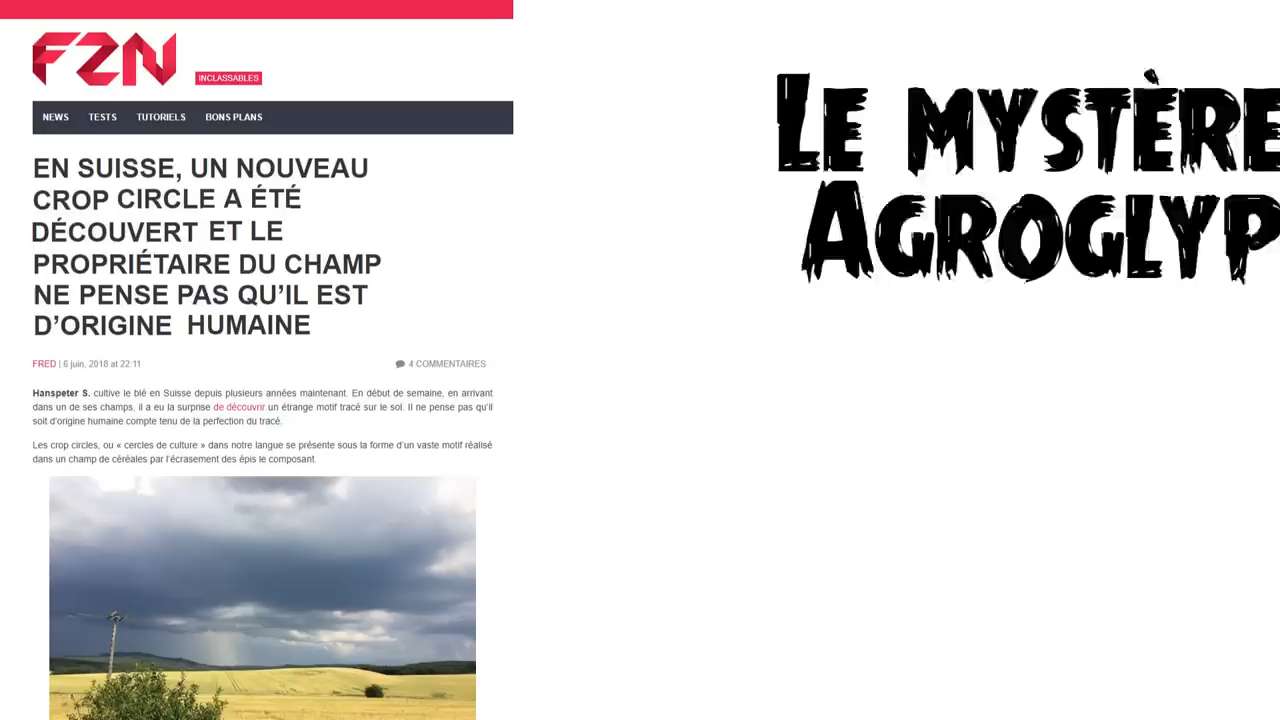 FZN
INCLASSABLES
NEWS TESTS TUTORIELS BONS PLANS
EN SUISSE, UN NOUVEAU
CROP CIRCLE A ÉTÉ
DÉCOUVERT ET LE
PROPRIÉTAIRE DU CHAMP
NE PENSE PAS QU'IL EST
D'ORIGINE HUMAINE
FRED | 6 juin, 2018 at 22:11 4 COMMENTAIRES
Hanspeter S. cultive le blé en Suisse depuis plusieurs années maintenant. En début de semaine, en arrivant
dans un de ses champs, il a eu la surprise de découvrir un étrange motif tracé sur le sol. Il ne pense pas qu'il
soit d'origine humaine compte tenu de la perfection du tracé.
Les crop circles, ou « cercles de culture » dans notre langue se présente sous la forme d'un vaste motif réalisé
dans un champ de céréales par l'écrasement des épis le composant.
LE MYSTÈRE
AGROGLYP